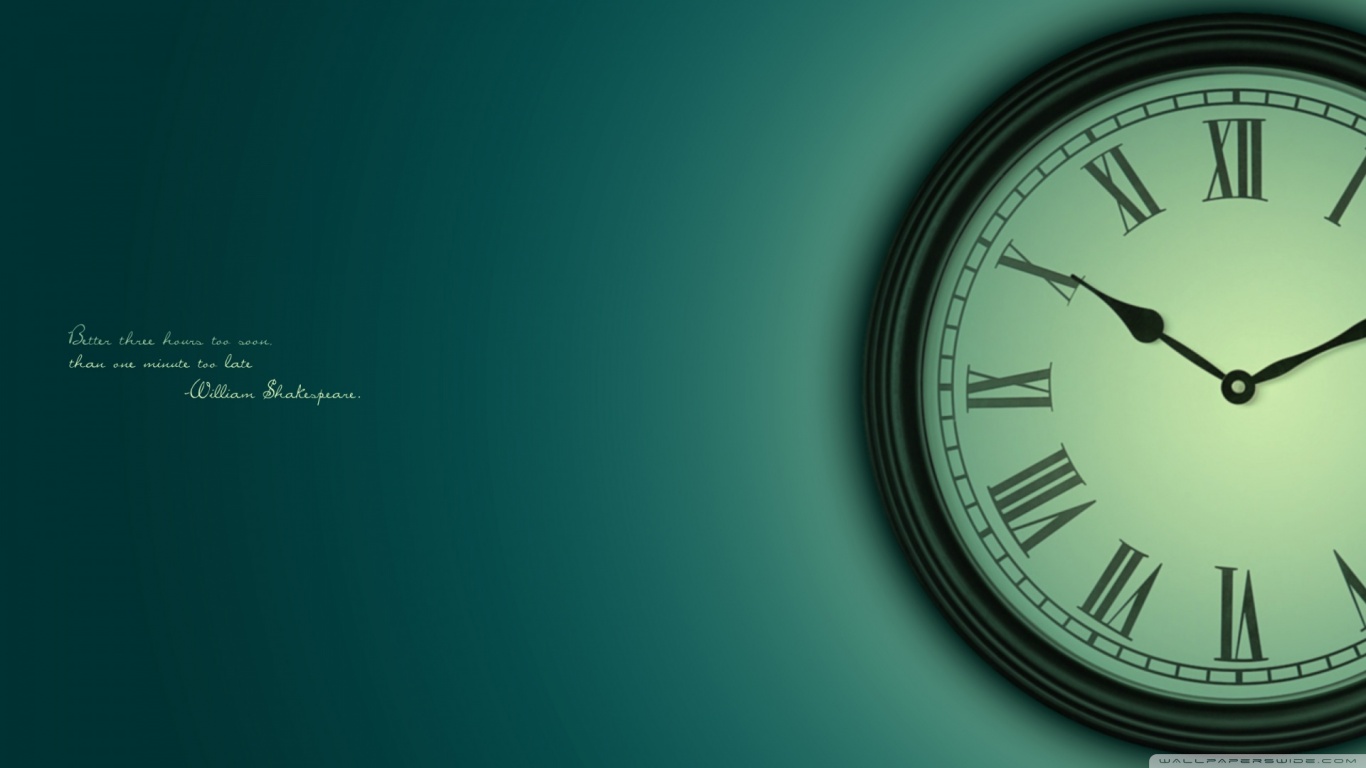 Better three hours too soon.
than one minute too late
-William Shakespeare.
XII
XI
I
X
IX
VIII
VII
VI
WALLPAPERSWIDE.COM